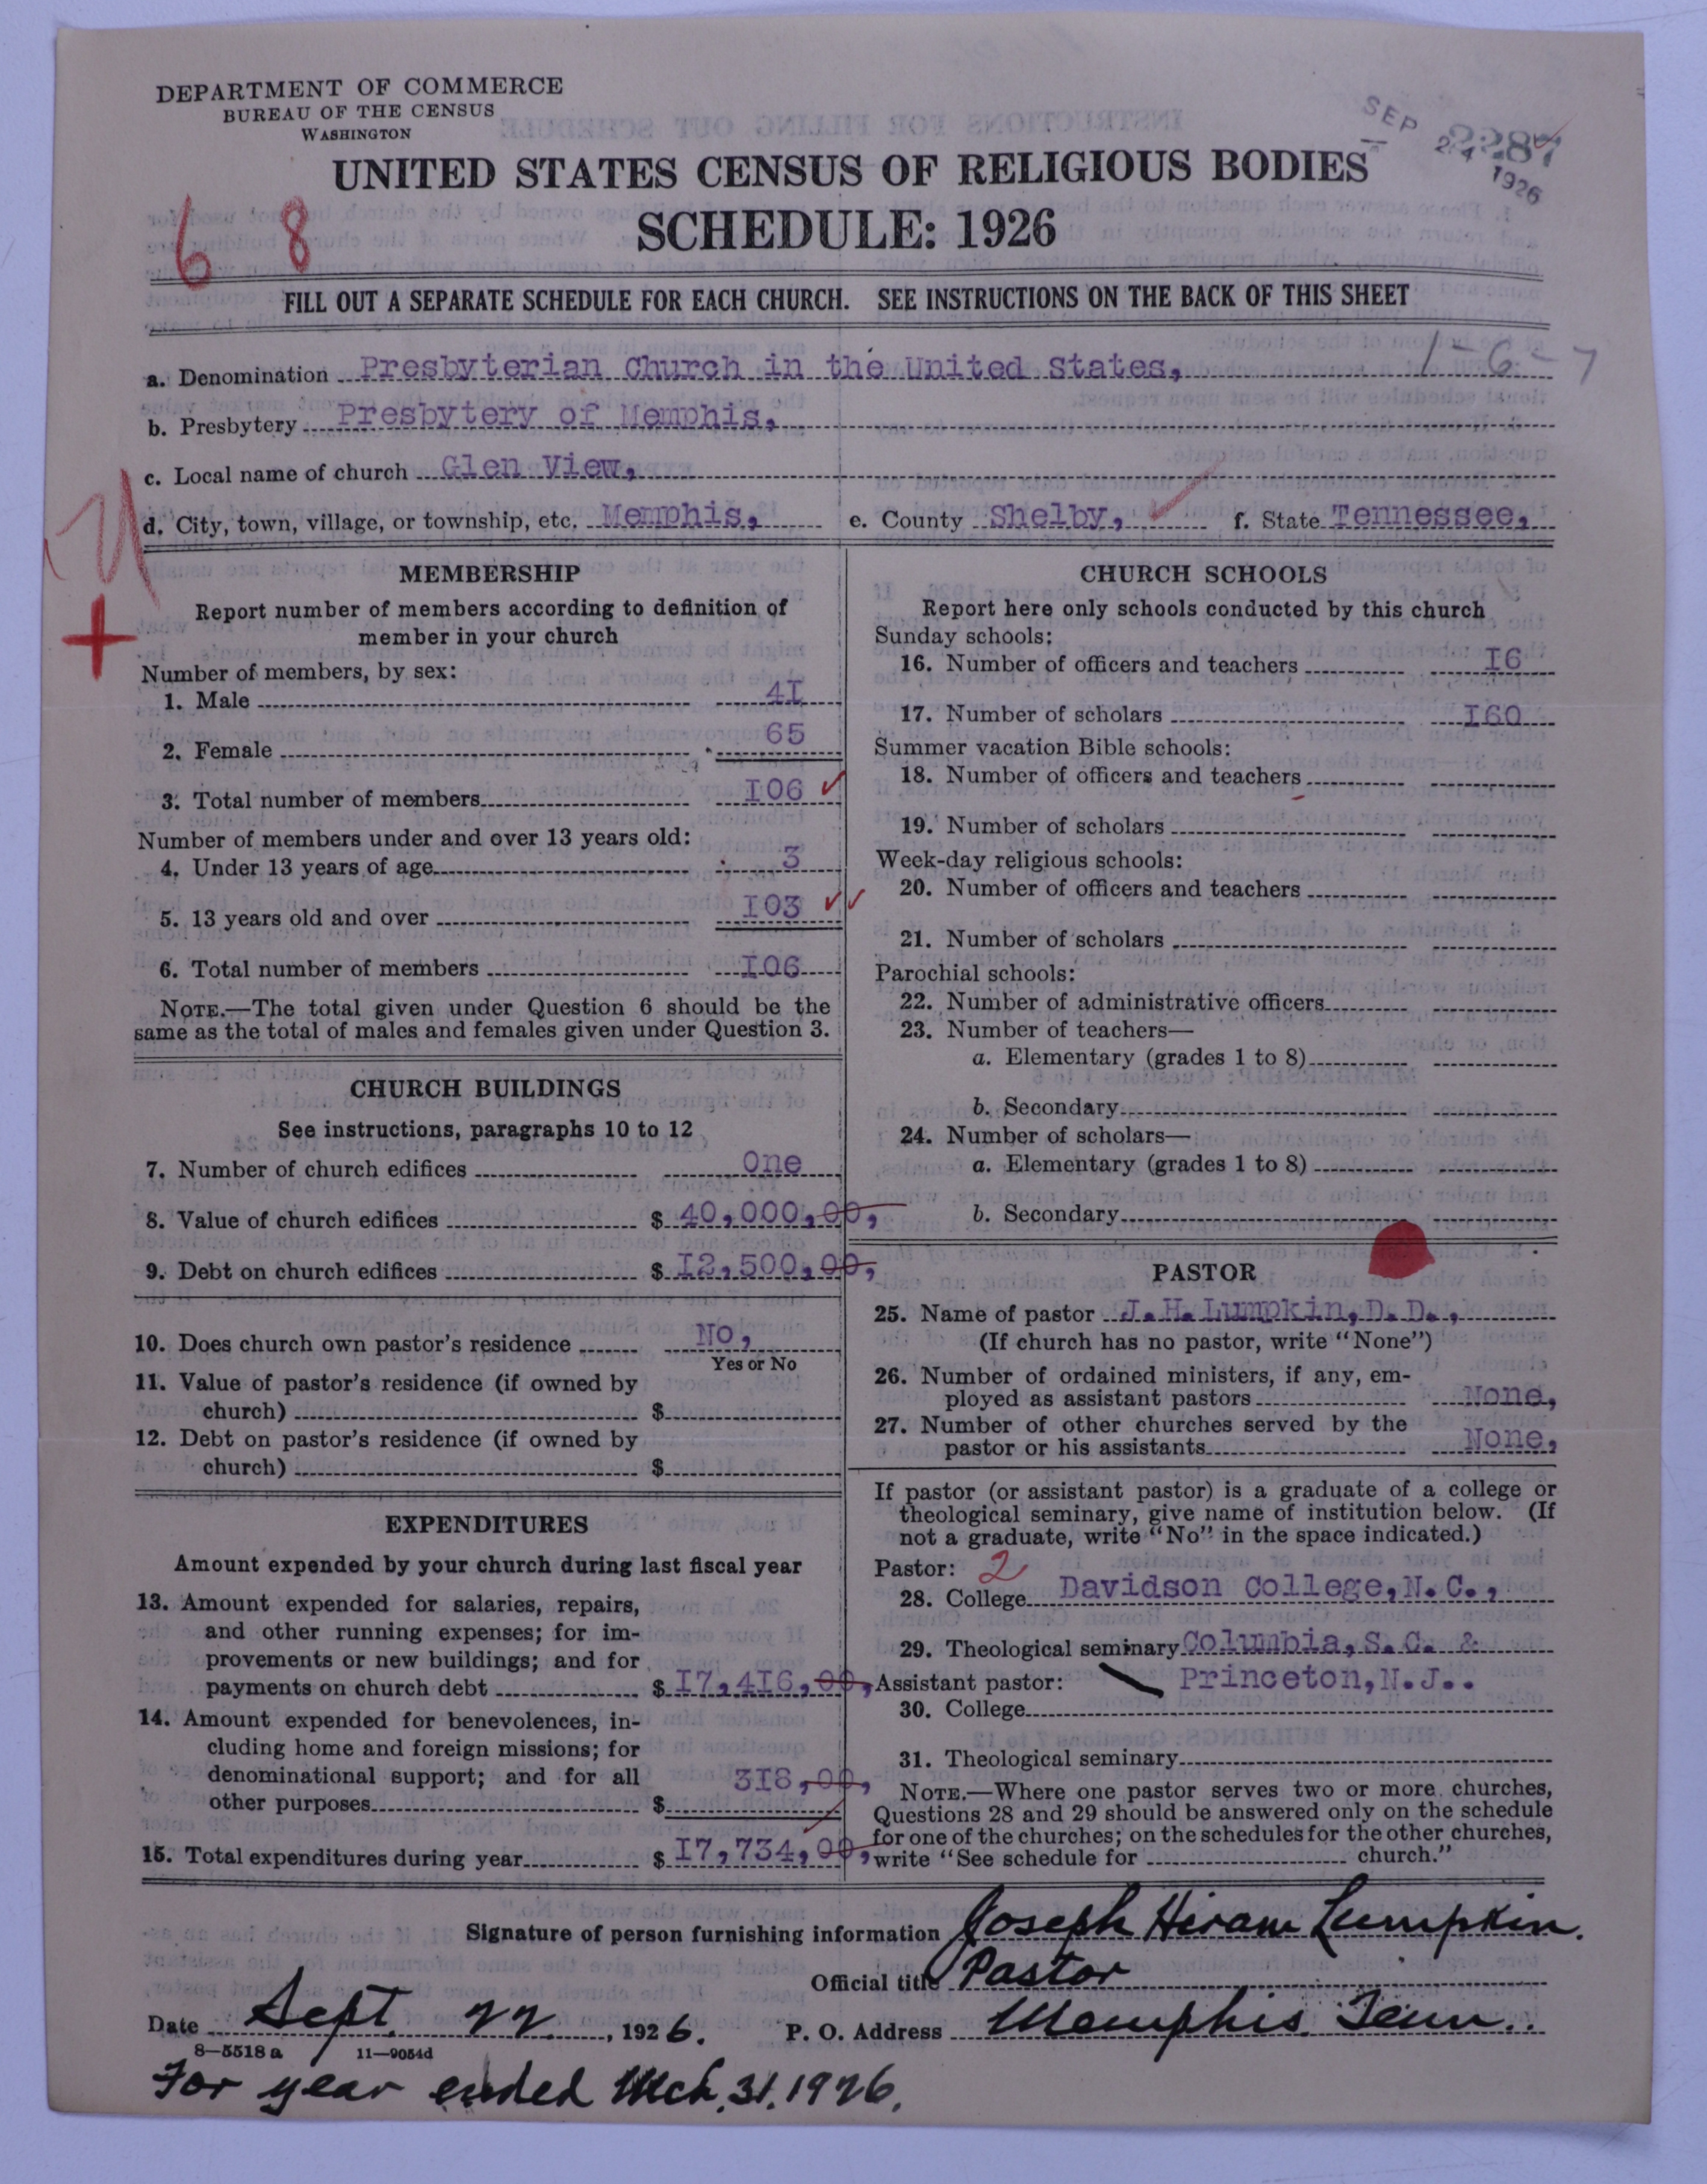 DEPARTMENT OF COMMERCE
BUREAU OF THE CENSUS
WASHINGTON
SEP 24 1926
2287
UNITED STATES CENSUS OF RELIGIOUS BODIES
SCHEDULE: 1926
6 8
FILL OUT A SEPARATE SCHEDULE FOR EACH CHURCH. SEE INSTRUCTIONS ON THE BACK OF THIS SHEET
1-6-7
a. Denomination Presbyterian Church in the United States,
b. Presbytery Presbytery of Memphis,
c. Local name of church Glen View,
d. City, town, village, or township, etc. Memphis, e. County Shelby, f. State Tennessee,
MEMBERSHIP
Report number of members according to definition of
member in your church
Number of members, by sex:
1. Male 4I
2. Female 65
3. Total number of members I06
Number of members under and over 13 years old:
4. Under 13 years of age 3
5. 13 years old and over I03
6. Total number of members I06
NOTE.—The total given under Question 6 should be the
same as the total of males and females given under Question 3.
CHURCH BUILDINGS
See instructions, paragraphs 10 to 12
7. Number of church edifices One
8. Value of church edifices $ 40,000,00,
9. Debt on church edifices $ I2,500,00,
10. Does church own pastor's residence No,
Yes or No
11. Value of pastor's residence (if owned by
church) $
12. Debt on pastor's residence (if owned by
church) $
EXPENDITURES
Amount expended by your church during last fiscal year
13. Amount expended for salaries, repairs,
and other running expenses; for im-
provements or new buildings; and for
payments on church debt $ I7,4I6,00,
14. Amount expended for benevolences, in-
cluding home and foreign missions; for
denominational support; and for all
other purposes $ 3I8,00,
15. Total expenditures during year $ I7,734,00,
CHURCH SCHOOLS
Report here only schools conducted by this church
Sunday schools:
16. Number of officers and teachers I6
17. Number of scholars I60
Summer vacation Bible schools:
18. Number of officers and teachers
19. Number of scholars
Week-day religious schools:
20. Number of officers and teachers
21. Number of scholars
Parochial schools:
22. Number of administrative officers
23. Number of teachers—
a. Elementary (grades 1 to 8)
b. Secondary
24. Number of scholars—
a. Elementary (grades 1 to 8)
b. Secondary
PASTOR
25. Name of pastor J.H.Lumpkin,D.D.,
(If church has no pastor, write "None")
26. Number of ordained ministers, if any, em-
ployed as assistant pastors None,
27. Number of other churches served by the
pastor or his assistants None,
If pastor (or assistant pastor) is a graduate of a college or
theological seminary, give name of institution below. (If
not a graduate, write "No" in the space indicated.)
Pastor: 2
28. College Davidson College,N.C.,
29. Theological seminary Columbia,S.C. &
Assistant pastor: Princeton,N.J..
30. College
31. Theological seminary
NOTE.—Where one pastor serves two or more churches,
Questions 28 and 29 should be answered only on the schedule
for one of the churches; on the schedules for the other churches,
write "See schedule for church."
Signature of person furnishing information Joseph Hiram Lumpkin.
Official title Pastor
Date Sept. 22, 1926. P. O. Address Memphis Tenn..
8—5518 a 11—9054d
For year ended Mch. 31, 1926.